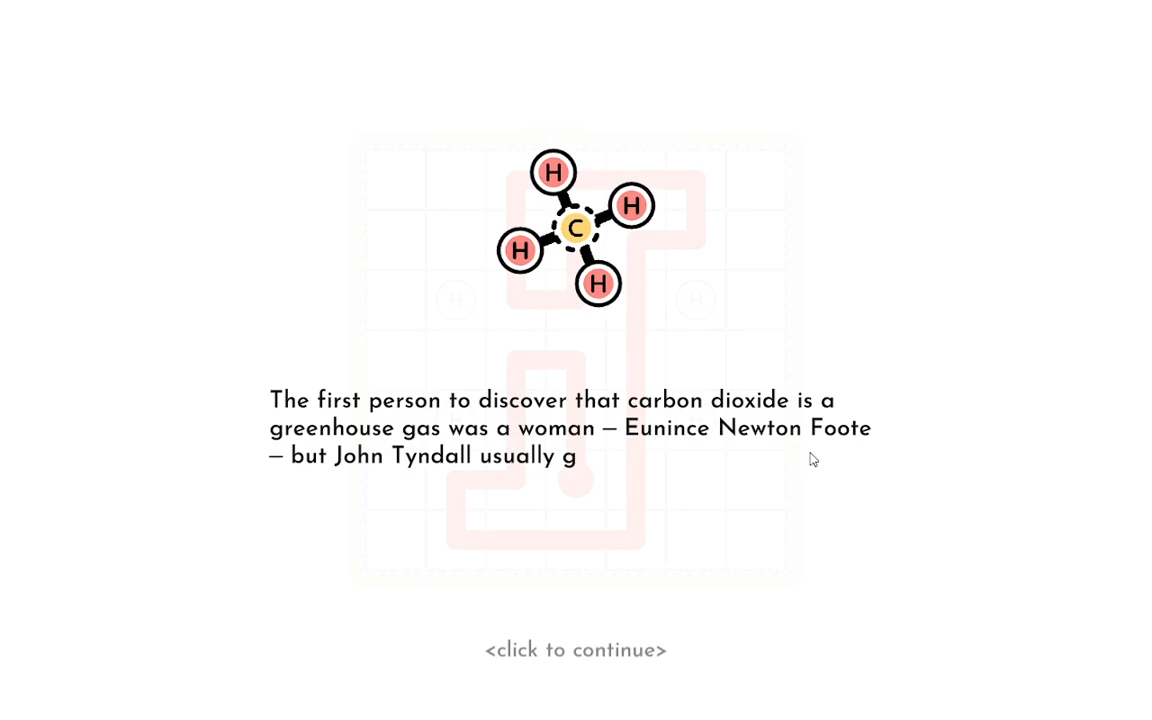 H
H
C
H
H
H
H
The first person to discover that carbon dioxide is a
greenhouse gas was a woman — Eunince Newton Foote
— but John Tyndall usually g
<click to continue>